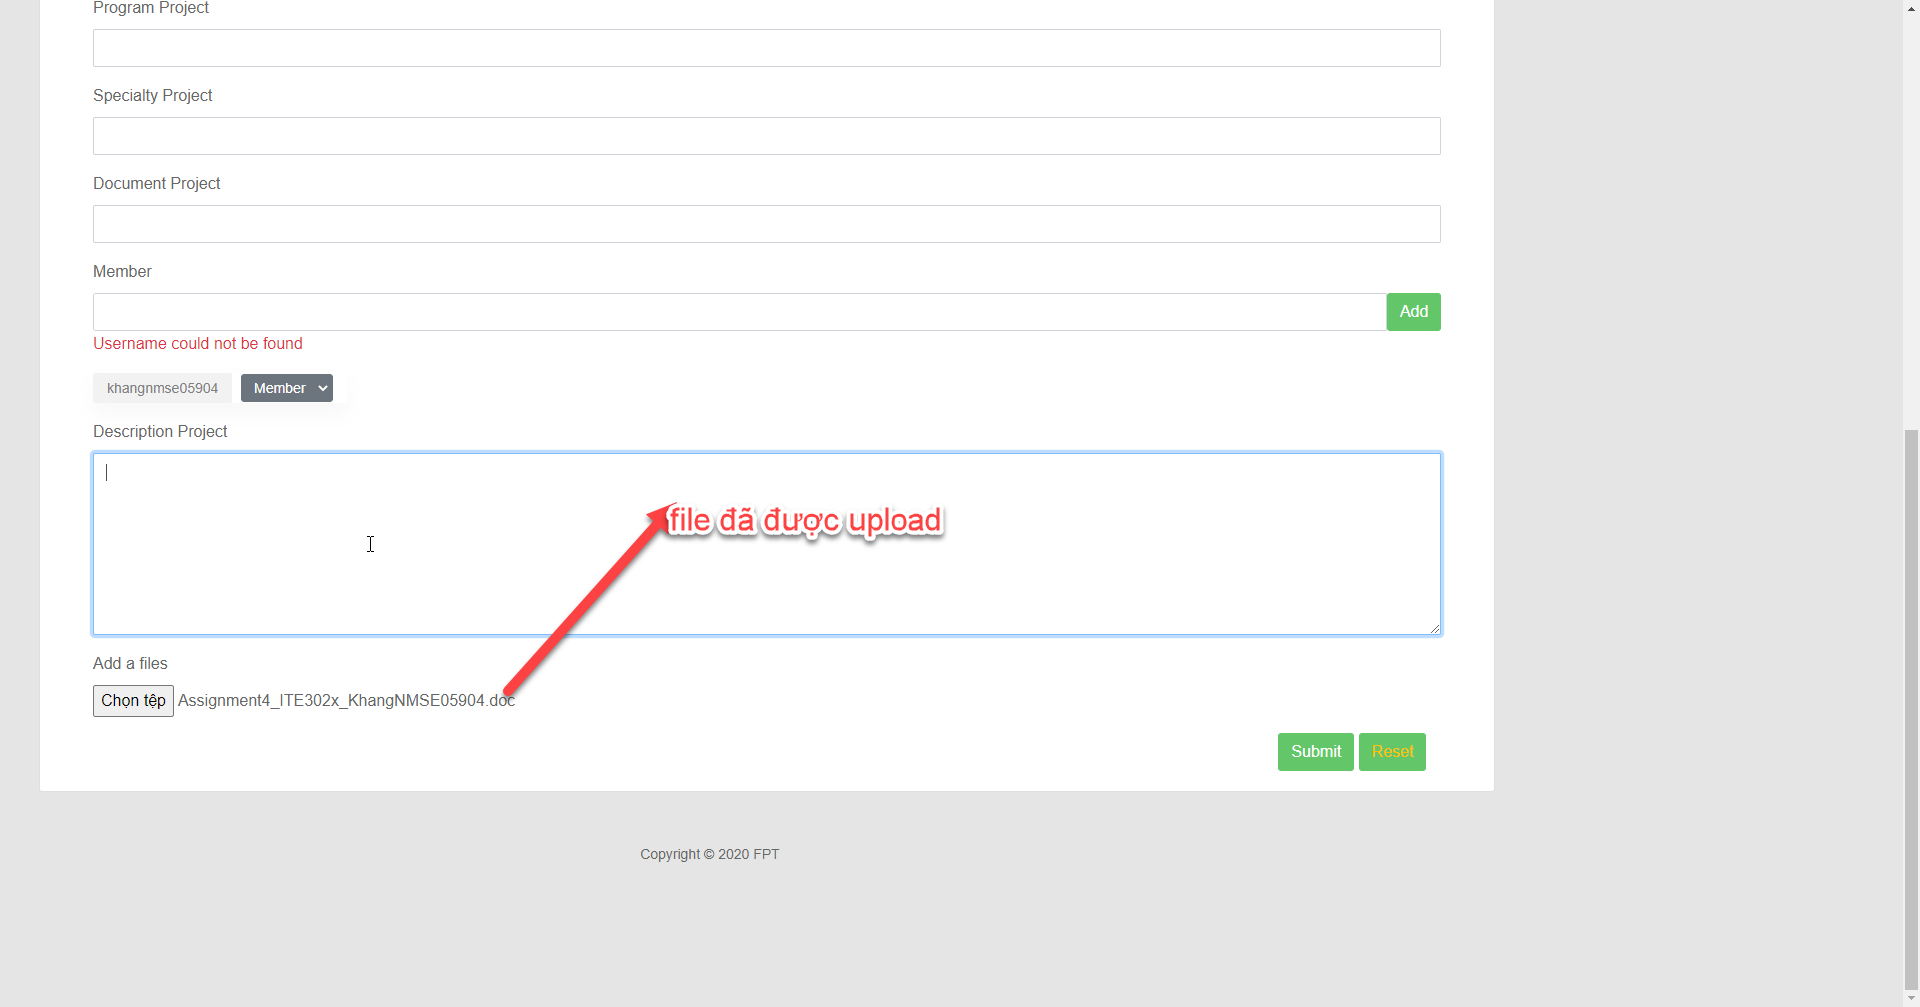 Program Project
Specialty Project
Document Project
Member
Add
Username could not be found
khangnmse05904 Member
Description Project
file đã được upload
Add a files
Chọn tệp Assignment4_ITE302x_KhangNMSE05904.doc
Submit Reset
Copyright © 2020 FPT